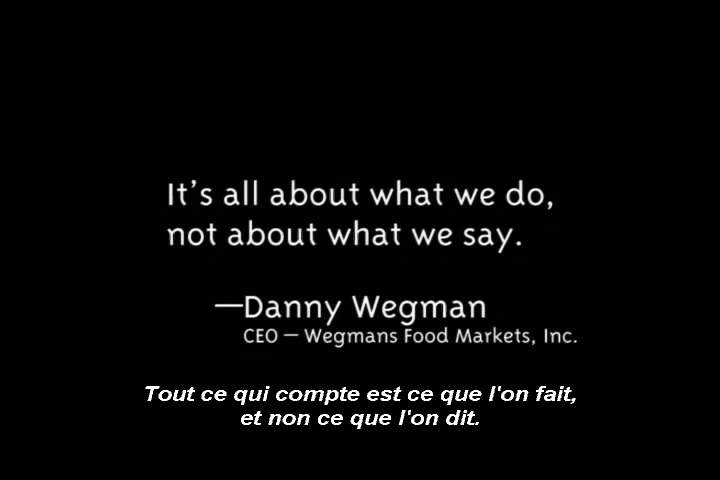 It's all about what we do,
not about what we say.
—Danny Wegman
CEO — Wegmans Food Markets, Inc.
Tout ce qui compte est ce que l'on fait,
et non ce que l'on dit.